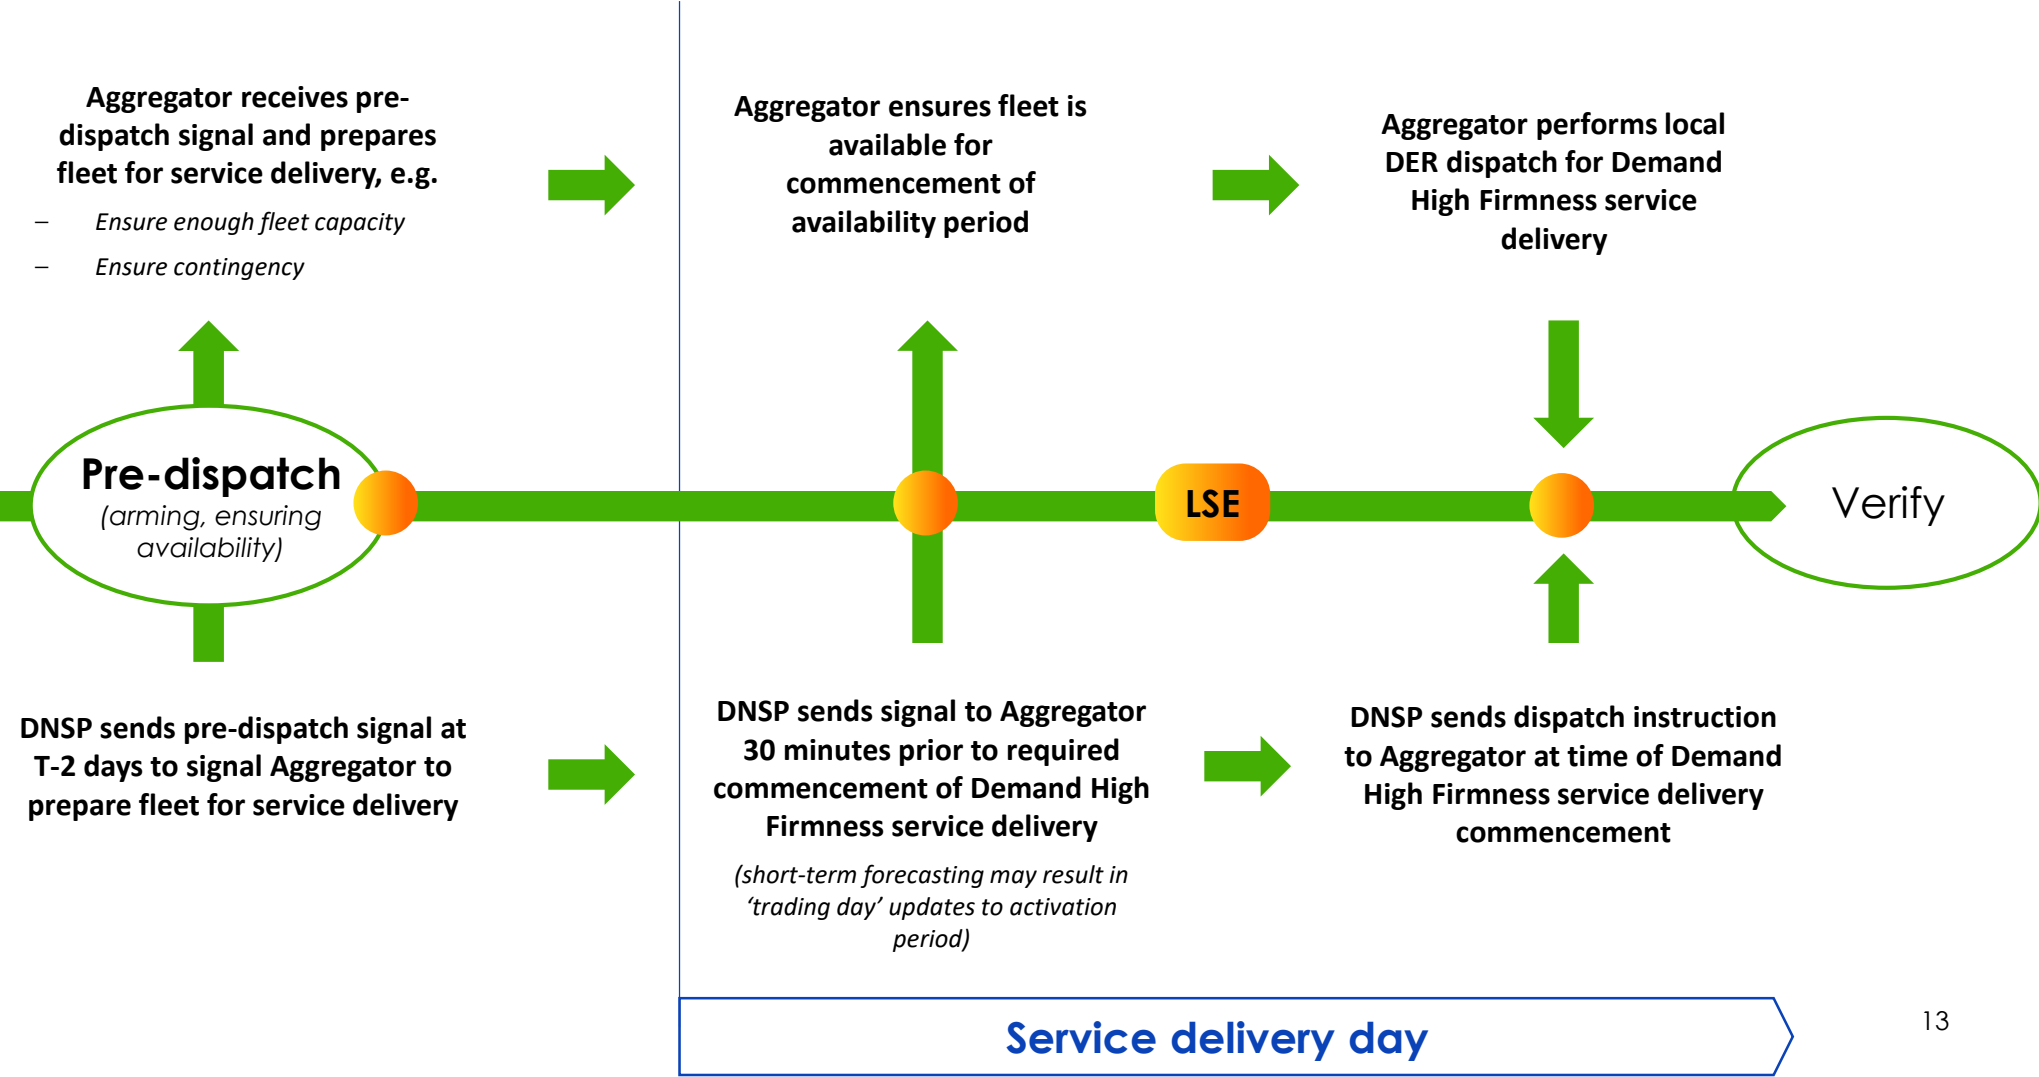 Aggregator receives pre-
dispatch signal and prepares
fleet for service delivery, e.g.
– Ensure enough fleet capacity
– Ensure contingency
Aggregator ensures fleet is
available for
commencement of
availability period
Aggregator performs local
DER dispatch for Demand
High Firmness service
delivery
Pre-dispatch
(arming, ensuring
availability)
LSE
Verify
DNSP sends pre-dispatch signal at
T-2 days to signal Aggregator to
prepare fleet for service delivery
DNSP sends signal to Aggregator
30 minutes prior to required
commencement of Demand High
Firmness service delivery
(short-term forecasting may result in
‘trading day’ updates to activation
period)
DNSP sends dispatch instruction
to Aggregator at time of Demand
High Firmness service delivery
commencement
Service delivery day
13